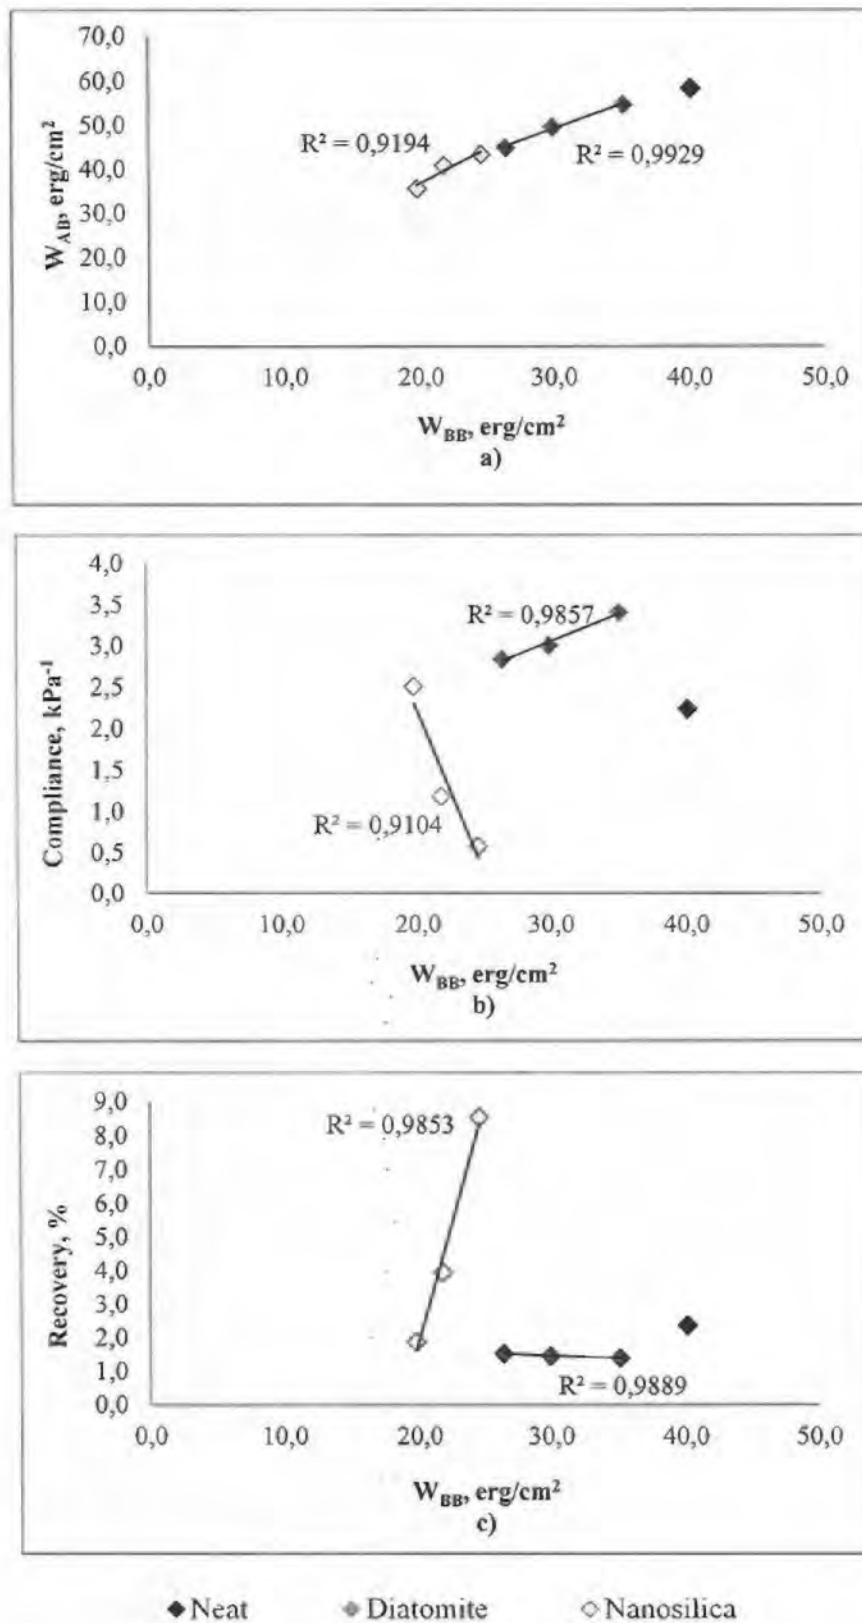 70,0
60,0
50,0
40,0
30,0
20,0
10,0
0,0
W_AB, erg/cm²
R² = 0,9194
R² = 0,9929
0,0 10,0 20,0 30,0 40,0 50,0
W_BB, erg/cm²
a)
4,0
3,5
3,0
2,5
2,0
1,5
1,0
0,5
0,0
Compliance, kPa⁻¹
R² = 0,9857
R² = 0,9104
0,0 10,0 20,0 30,0 40,0 50,0
W_BB, erg/cm²
b)
9,0
8,0
7,0
6,0
5,0
4,0
3,0
2,0
1,0
0,0
Recovery, %
R² = 0,9853
R² = 0,9889
0,0 10,0 20,0 30,0 40,0 50,0
W_BB, erg/cm²
c)
Neat Diatomite Nanosilica